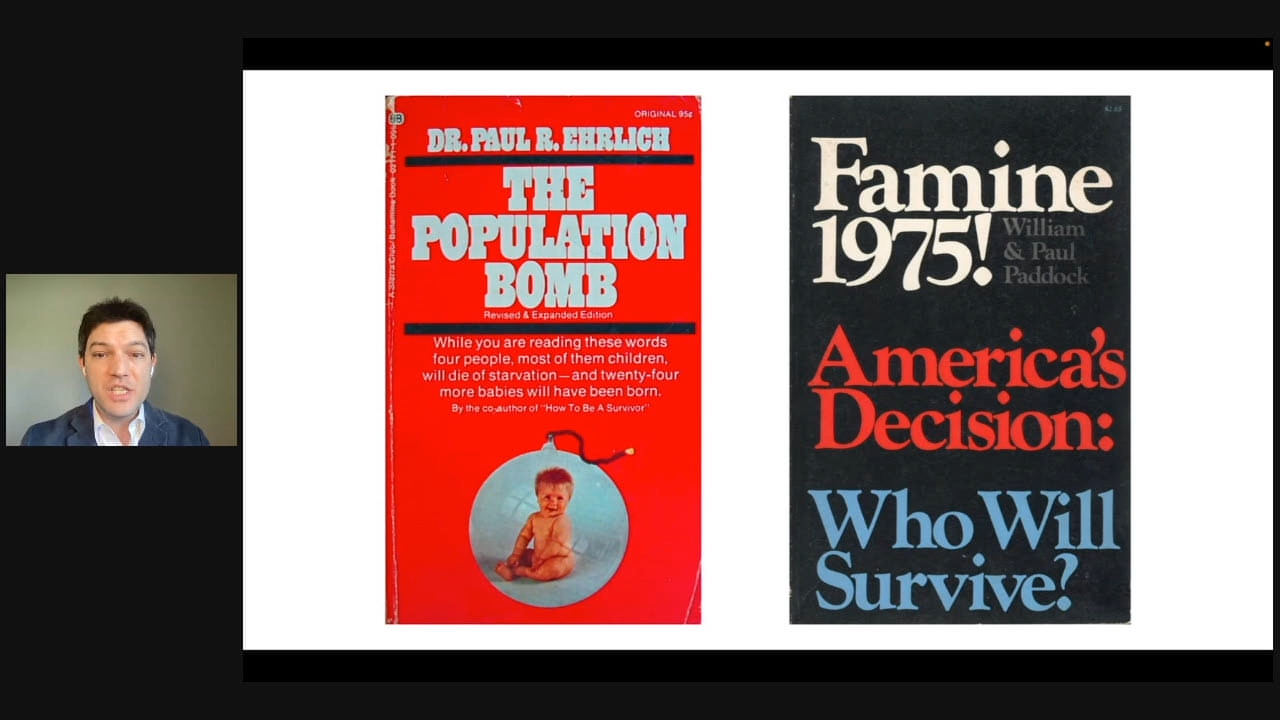 ORIGINAL 95¢
DR. PAUL R. EHRLICH
THE
POPULATION
BOMB
Revised & Expanded Edition
While you are reading these words
four people, most of them children,
will die of starvation—and twenty-four
more babies will have been born.
By the co-author of "How To Be A Survivor"
Famine
1975!
William
& Paul
Paddock
America's
Decision:
Who Will
Survive?